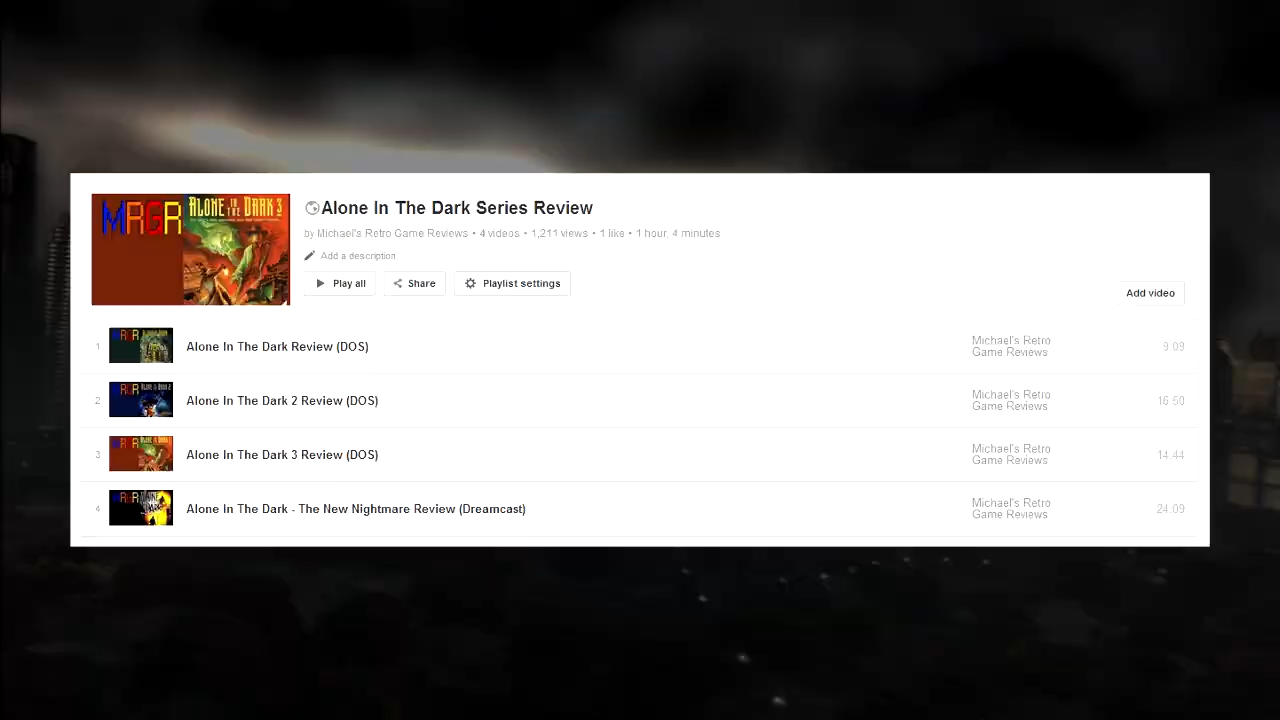 MRGR ALONE IN THE DARK 3
Alone In The Dark Series Review
by Michael's Retro Game Reviews • 4 videos • 1,211 views • 1 like • 1 hour, 4 minutes
Add a description
Play all Share Playlist settings
Add video
1 MRGR Alone In The Dark Review (DOS) Michael's Retro Game Reviews 9:09
2 MRGR Alone In The Dark 2 Review (DOS) Michael's Retro Game Reviews 16:50
3 MRGR Alone In The Dark 3 Review (DOS) Michael's Retro Game Reviews 14:44
4 MRGR Alone In The Dark - The New Nightmare Review (Dreamcast) Michael's Retro Game Reviews 24:09